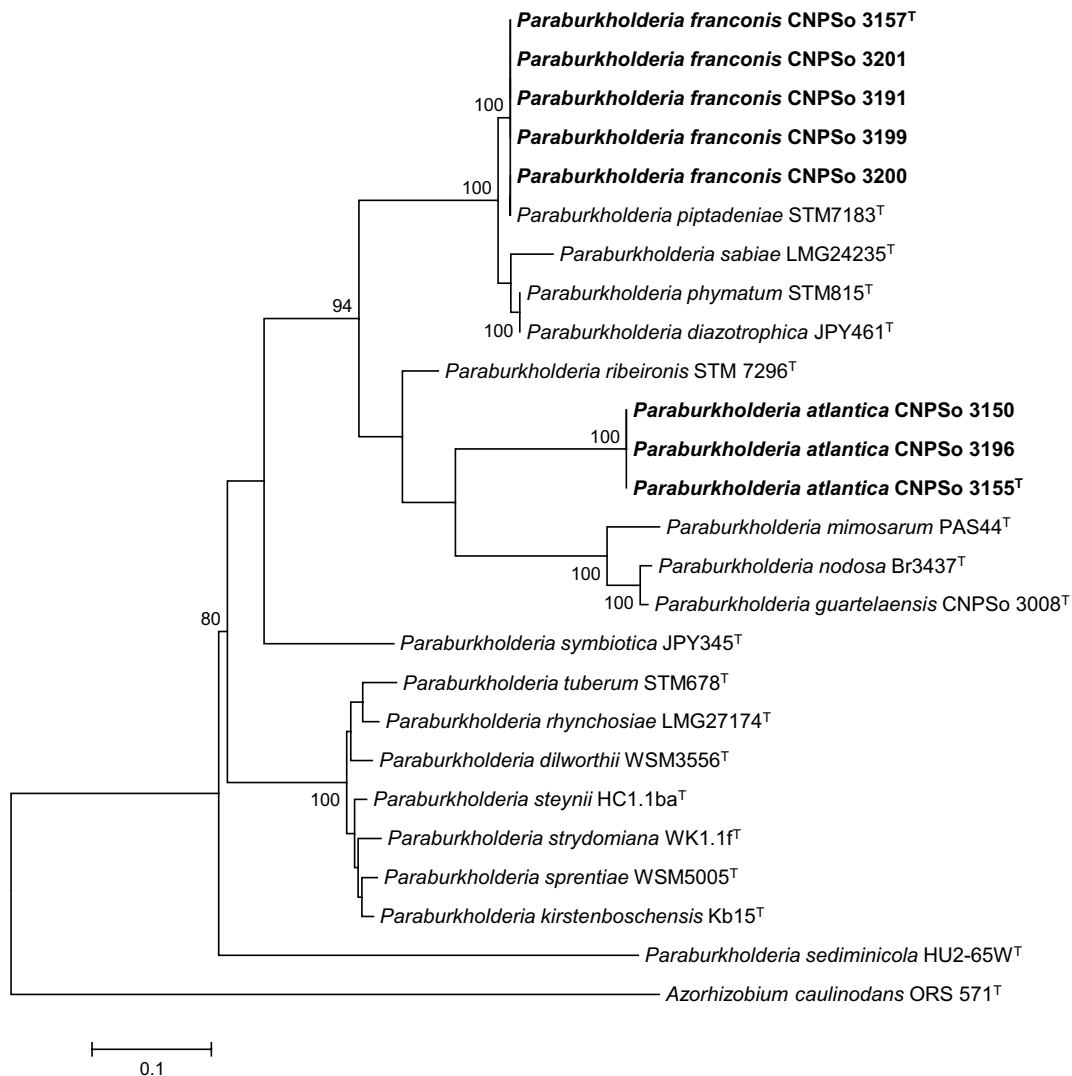 Paraburkholderia franconis CNPSo 3157ᵀ
Paraburkholderia franconis CNPSo 3201
100 Paraburkholderia franconis CNPSo 3191
Paraburkholderia franconis CNPSo 3199
100 Paraburkholderia franconis CNPSo 3200
Paraburkholderia piptadeniae STM7183ᵀ
Paraburkholderia sabiae LMG24235ᵀ
94 Paraburkholderia phymatum STM815ᵀ
100 Paraburkholderia diazotrophica JPY461ᵀ
Paraburkholderia ribeironis STM 7296ᵀ
Paraburkholderia atlantica CNPSo 3150
100 Paraburkholderia atlantica CNPSo 3196
Paraburkholderia atlantica CNPSo 3155ᵀ
Paraburkholderia mimosarum PAS44ᵀ
100 Paraburkholderia nodosa Br3437ᵀ
100 Paraburkholderia guartelaensis CNPSo 3008ᵀ
80
Paraburkholderia symbiotica JPY345ᵀ
Paraburkholderia tuberum STM678ᵀ
Paraburkholderia rhynchosiae LMG27174ᵀ
Paraburkholderia dilworthii WSM3556ᵀ
100 Paraburkholderia steynii HC1.1baᵀ
Paraburkholderia strydomiana WK1.1fᵀ
Paraburkholderia sprentiae WSM5005ᵀ
Paraburkholderia kirstenboschensis Kb15ᵀ
Paraburkholderia sediminicola HU2-65Wᵀ
Azorhizobium caulinodans ORS 571ᵀ
0.1